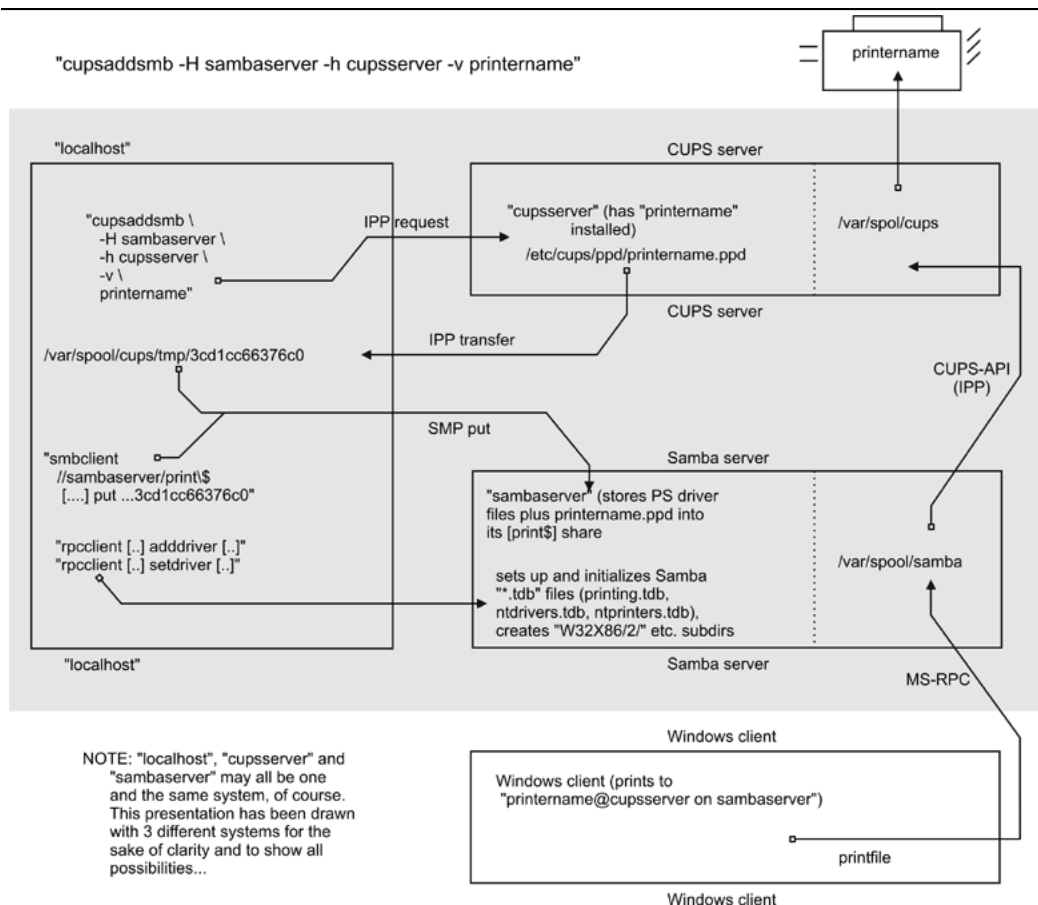 "cupsaddsmb -H sambaserver -h cupsserver -v printername"
printername
"localhost"
"cupsaddsmb \
-H sambaserver \
-h cupsserver \
-v \
printername"
IPP request
CUPS server
"cupsserver" (has "printername"
installed)
/etc/cups/ppd/printername.ppd
/var/spol/cups
CUPS server
IPP transfer
/var/spool/cups/tmp/3cd1cc66376c0
CUPS-API
(IPP)
SMP put
"smbclient
//sambaserver/print\$
[....] put ...3cd1cc66376c0"
"rpcclient [..] adddriver [..]"
"rpcclient [..] setdriver [..]"
"localhost"
Samba server
"sambaserver" (stores PS driver
files plus printername.ppd into
its [print$] share
sets up and initializes Samba
"*.tdb" files (printing.tdb,
ntdrivers.tdb, ntprinters.tdb),
creates "W32X86/2/" etc. subdirs
/var/spool/samba
Samba server
MS-RPC
NOTE: "localhost", "cupsserver" and
"sambaserver" may all be one
and the same system, of course.
This presentation has been drawn
with 3 different systems for the
sake of clarity and to show all
possibilities...
Windows client
Windows client (prints to
"printername@cupsserver on sambaserver")
printfile
Windows client